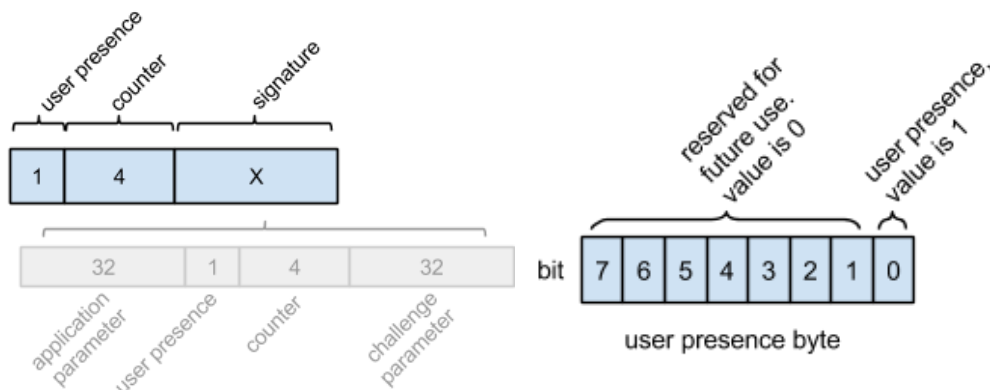 user presence
counter
signature
1 4 X
32 1 4 32
application
parameter
user presence
counter
challenge
parameter
reserved for
future use.
value is 0
user presence,
value is 1
bit 7 6 5 4 3 2 1 0
user presence byte